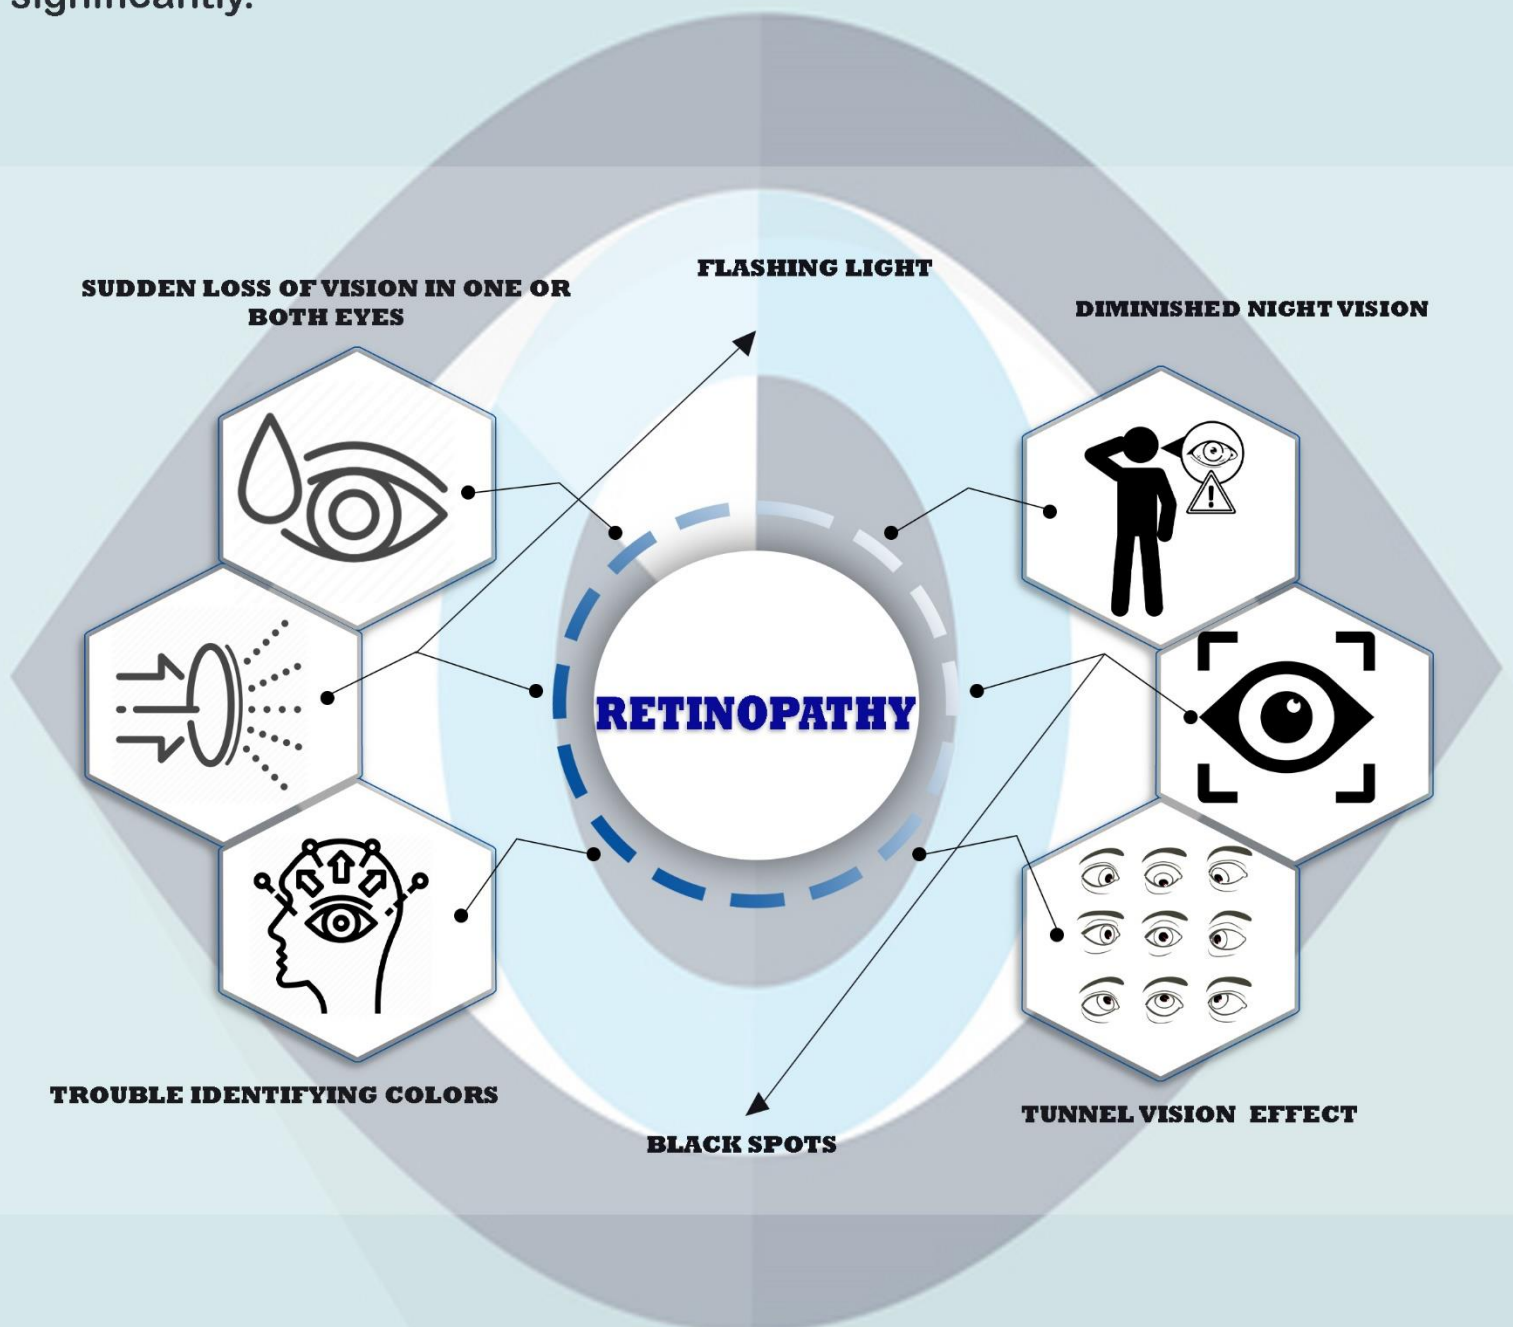 significantly.
FLASHING LIGHT
SUDDEN LOSS OF VISION IN ONE OR
BOTH EYES
DIMINISHED NIGHT VISION
RETINOPATHY
TROUBLE IDENTIFYING COLORS
TUNNEL VISION EFFECT
BLACK SPOTS